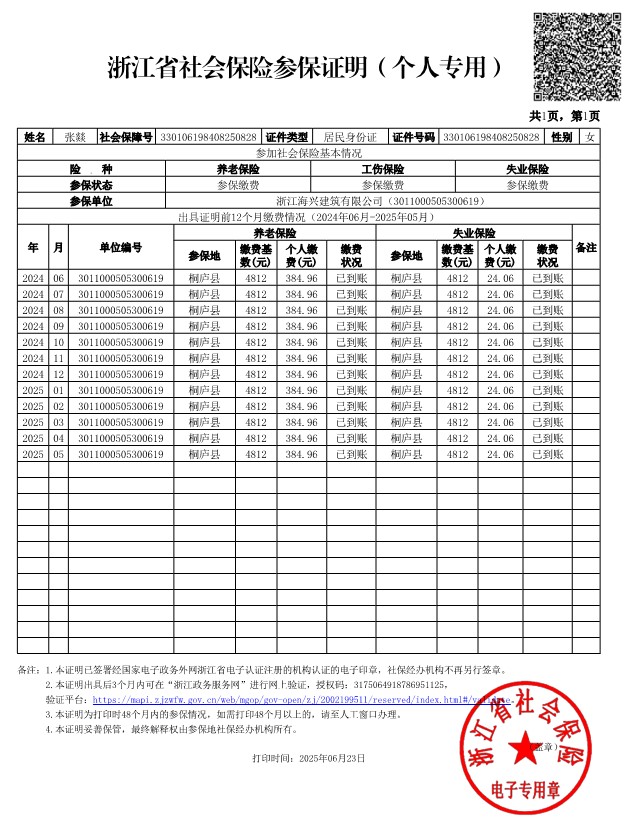 浙江省社会保险参保证明（个人专用）
共1页，第1页
姓名 张燚 社会保障号 330106198408250828 证件类型 居民身份证 证件号码 330106198408250828 性别 女
参加社会保险基本情况
险 种 养老保险 工伤保险 失业保险
参保状态 参保缴费 参保缴费 参保缴费
参保单位 浙江海兴建筑有限公司（3011000505300619）
出具证明前12个月缴费情况（2024年06月-2025年05月）
年 月 单位编号 养老保险 失业保险 备注
参保地 缴费基数(元) 个人缴费(元) 缴费状况 参保地 缴费基数(元) 个人缴费(元) 缴费状况
2024 06 3011000505300619 桐庐县 4812 384.96 已到账 桐庐县 4812 24.06 已到账
2024 07 3011000505300619 桐庐县 4812 384.96 已到账 桐庐县 4812 24.06 已到账
2024 08 3011000505300619 桐庐县 4812 384.96 已到账 桐庐县 4812 24.06 已到账
2024 09 3011000505300619 桐庐县 4812 384.96 已到账 桐庐县 4812 24.06 已到账
2024 10 3011000505300619 桐庐县 4812 384.96 已到账 桐庐县 4812 24.06 已到账
2024 11 3011000505300619 桐庐县 4812 384.96 已到账 桐庐县 4812 24.06 已到账
2024 12 3011000505300619 桐庐县 4812 384.96 已到账 桐庐县 4812 24.06 已到账
2025 01 3011000505300619 桐庐县 4812 384.96 已到账 桐庐县 4812 24.06 已到账
2025 02 3011000505300619 桐庐县 4812 384.96 已到账 桐庐县 4812 24.06 已到账
2025 03 3011000505300619 桐庐县 4812 384.96 已到账 桐庐县 4812 24.06 已到账
2025 04 3011000505300619 桐庐县 4812 384.96 已到账 桐庐县 4812 24.06 已到账
2025 05 3011000505300619 桐庐县 4812 384.96 已到账 桐庐县 4812 24.06 已到账
备注：1.本证明已签署经国家电子政务外网浙江省电子认证注册的机构认证的电子印章，社保经办机构不再另行签章。
2.本证明出具后3个月内可在“浙江政务服务网”进行网上验证，授权码：3175064918786951125，
验证平台：https://mapi.zjzwfw.gov.cn/web/mgop/gov-open/zj/2002199511/reserved/index.html#/validate。
3.本证明为打印时48个月内的参保情况，如需打印48个月以上的，请至人工窗口办理。
4.本证明妥善保管，最终解释权由参保地社保经办机构所有。
（盖章）
打印时间：2025年06月23日
浙江省社会保险
电子专用章